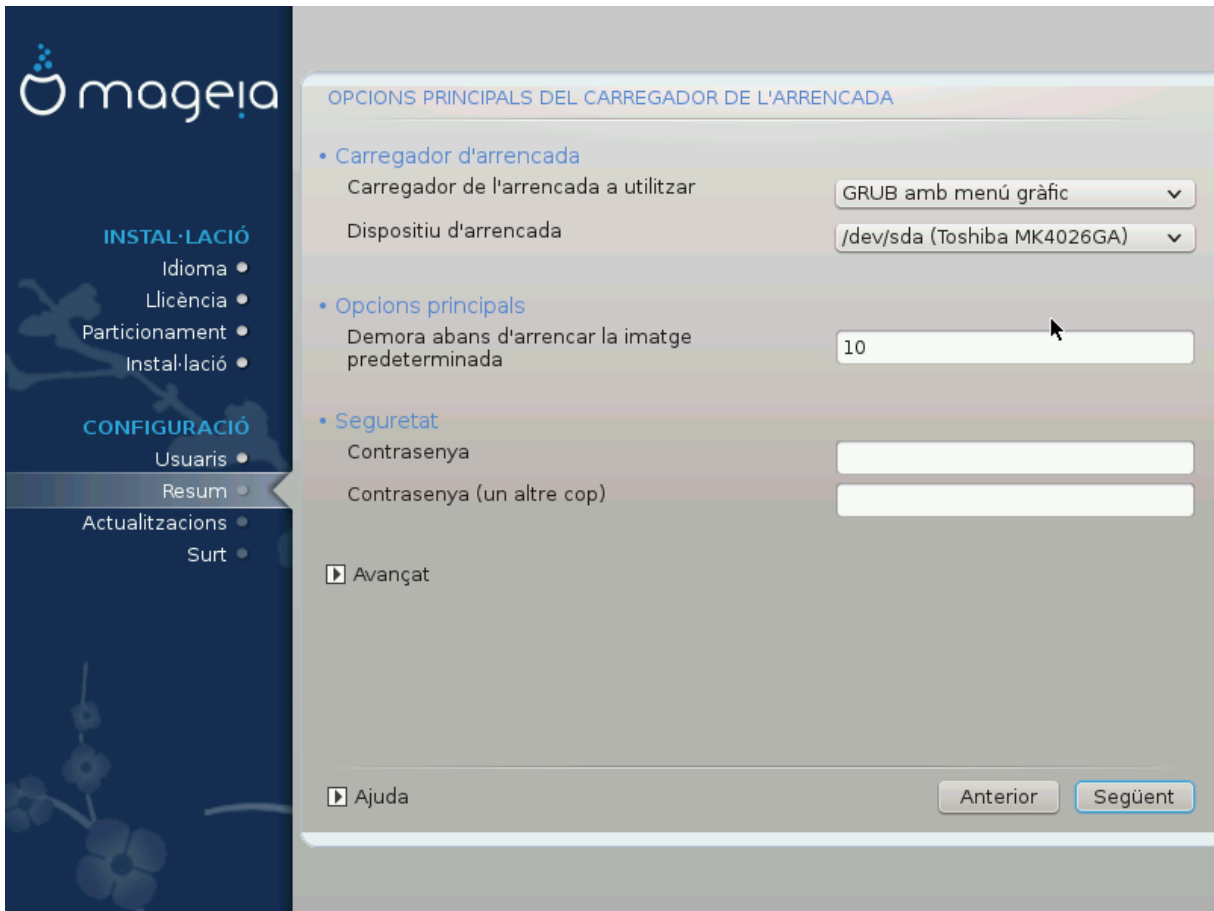 mageia
INSTAL·LACIÓ
Idioma
Llicència
Particionament
Instal·lació
CONFIGURACIÓ
Usuaris
Resum
Actualitzacions
Surt
OPCIONS PRINCIPALS DEL CARREGADOR DE L'ARRENCADA
• Carregador d'arrencada
Carregador de l'arrencada a utilitzar
GRUB amb menú gràfic
Dispositiu d'arrencada
/dev/sda (Toshiba MK4026GA)
• Opcions principals
Demora abans d'arrencar la imatge
predeterminada
10
• Seguretat
Contrasenya
Contrasenya (un altre cop)
Avançat
Ajuda
Anterior
Següent